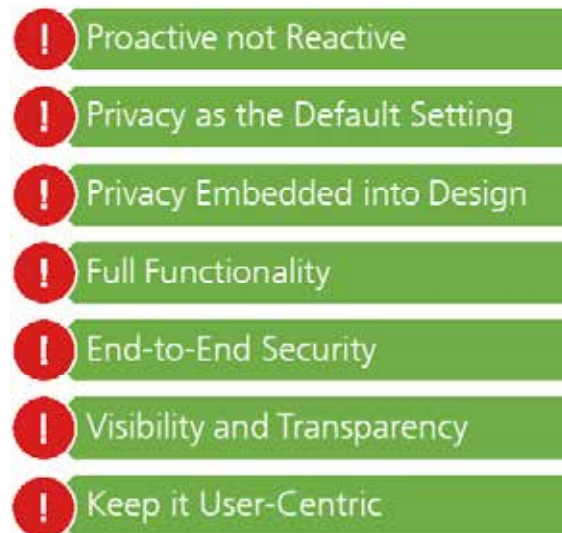 ! Proactive not Reactive
! Privacy as the Default Setting
! Privacy Embedded into Design
! Full Functionality
! End-to-End Security
! Visibility and Transparency
! Keep it User-Centric